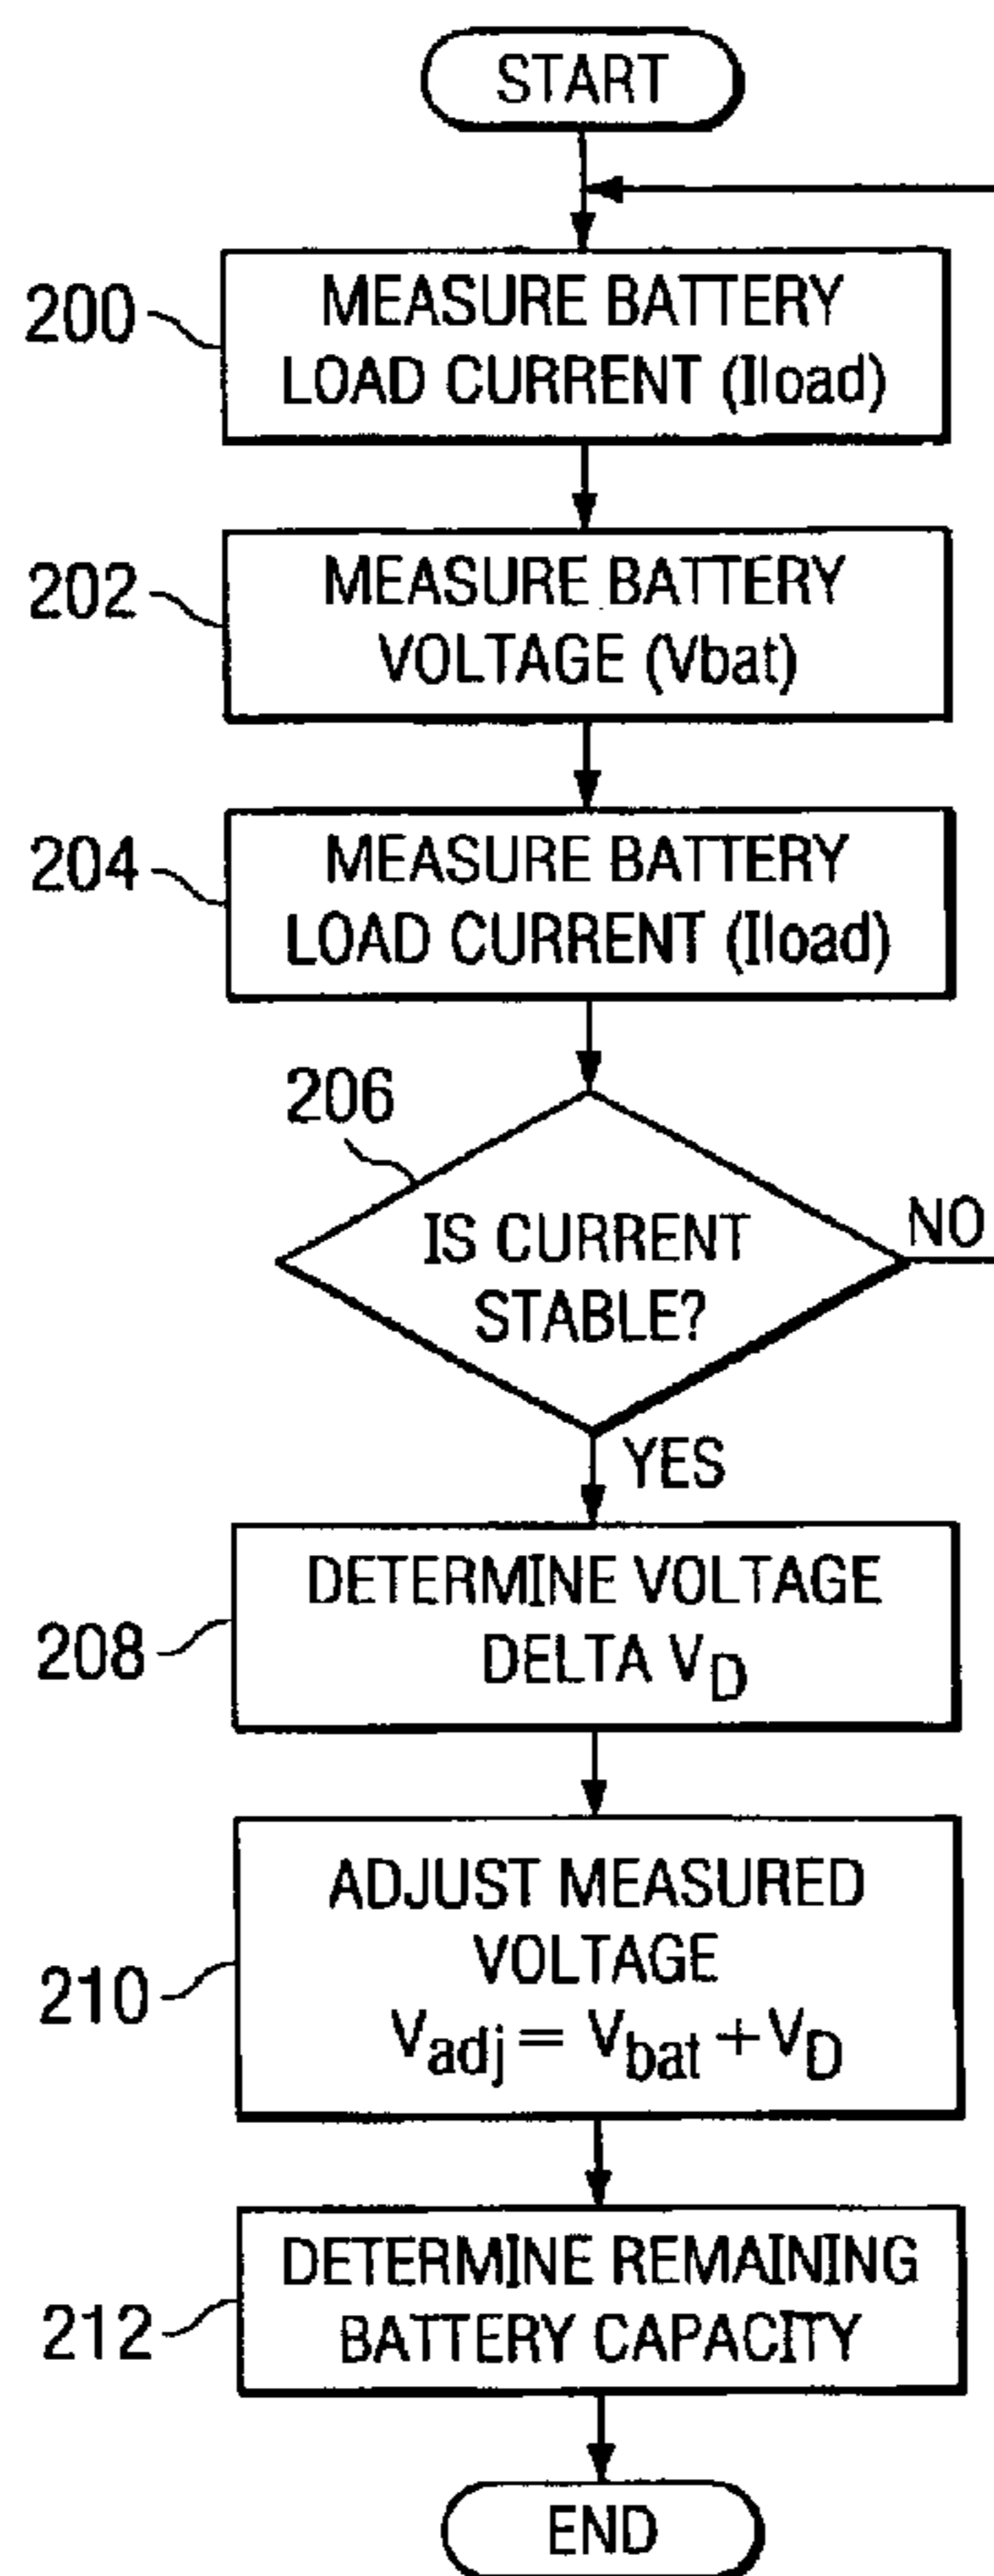 START
200
MEASURE BATTERY
LOAD CURRENT (Iload)
202
MEASURE BATTERY
VOLTAGE (Vbat)
204
MEASURE BATTERY
LOAD CURRENT (Iload)
206
IS CURRENT
STABLE?
NO
YES
208
DETERMINE VOLTAGE
DELTA VD
210
ADJUST MEASURED
VOLTAGE
Vadj = Vbat + VD
212
DETERMINE REMAINING
BATTERY CAPACITY
END